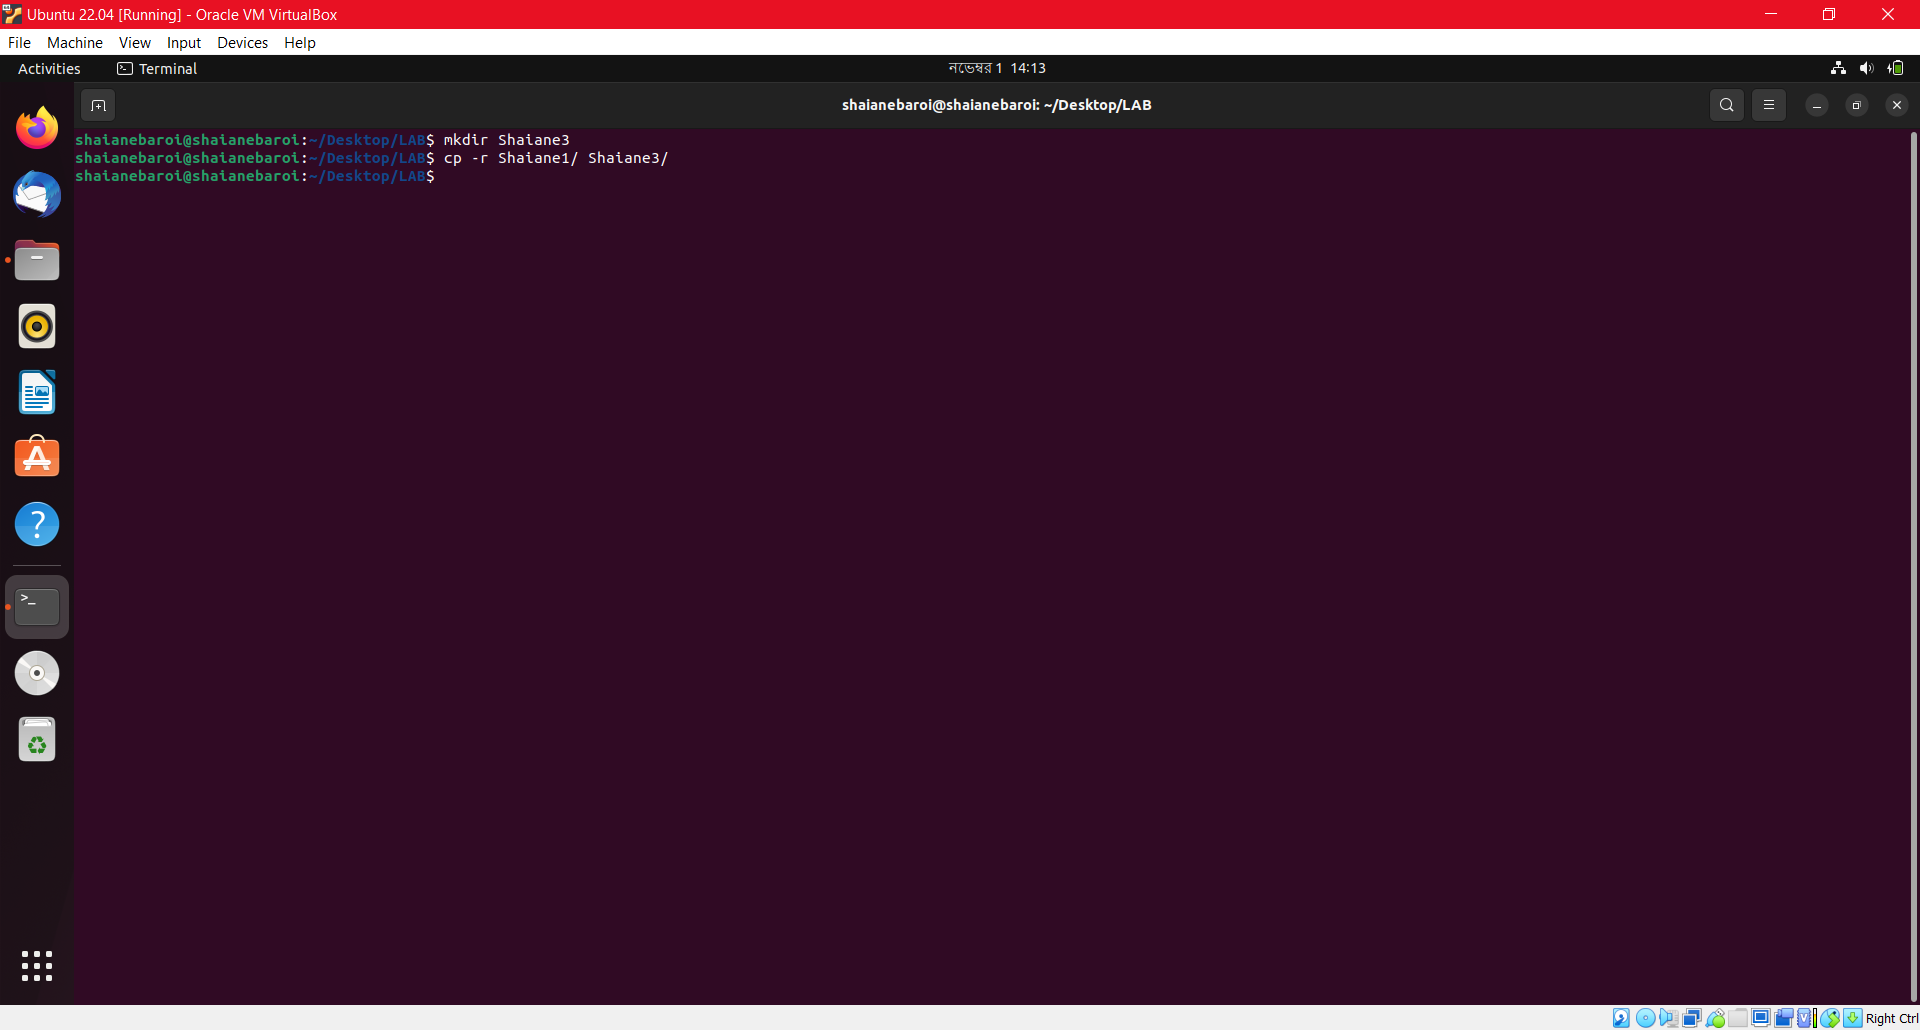 Ubuntu 22.04 [Running] - Oracle VM VirtualBox
File Machine View Input Devices Help
Activities Terminal নভেম্বর 1 14:13
shaianebaroi@shaianebaroi: ~/Desktop/LAB
shaianebaroi@shaianebaroi:~/Desktop/LAB$ mkdir Shaiane3
shaianebaroi@shaianebaroi:~/Desktop/LAB$ cp -r Shaiane1/ Shaiane3/
shaianebaroi@shaianebaroi:~/Desktop/LAB$
Right Ctrl